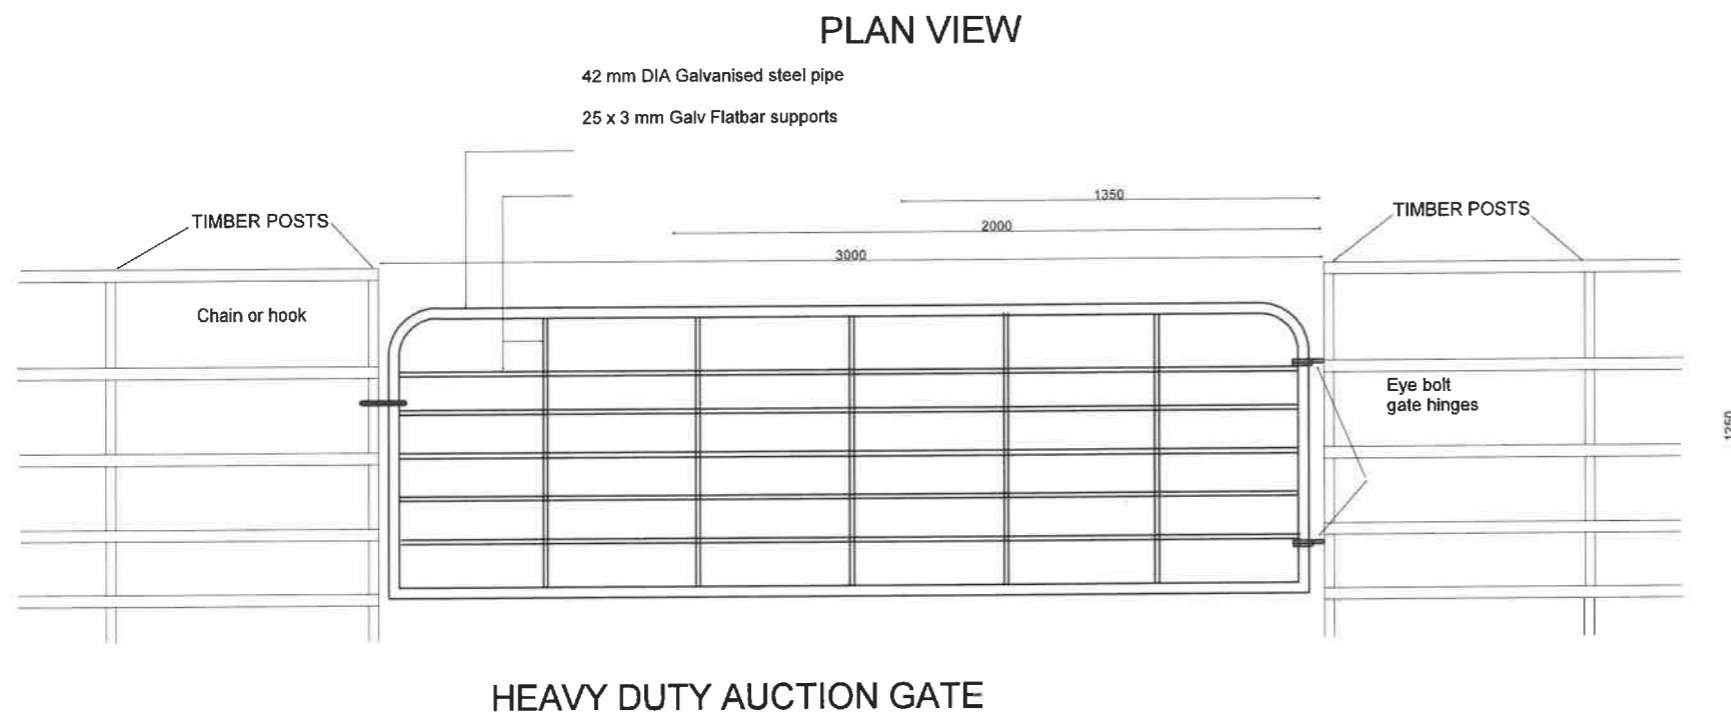 PLAN VIEW
42 mm DIA Galvanised steel pipe
25 x 3 mm Galv Flatbar supports
1350
TIMBER POSTS
TIMBER POSTS
2000
3000
Chain or hook
Eye bolt
gate hinges
HEAVY DUTY AUCTION GATE